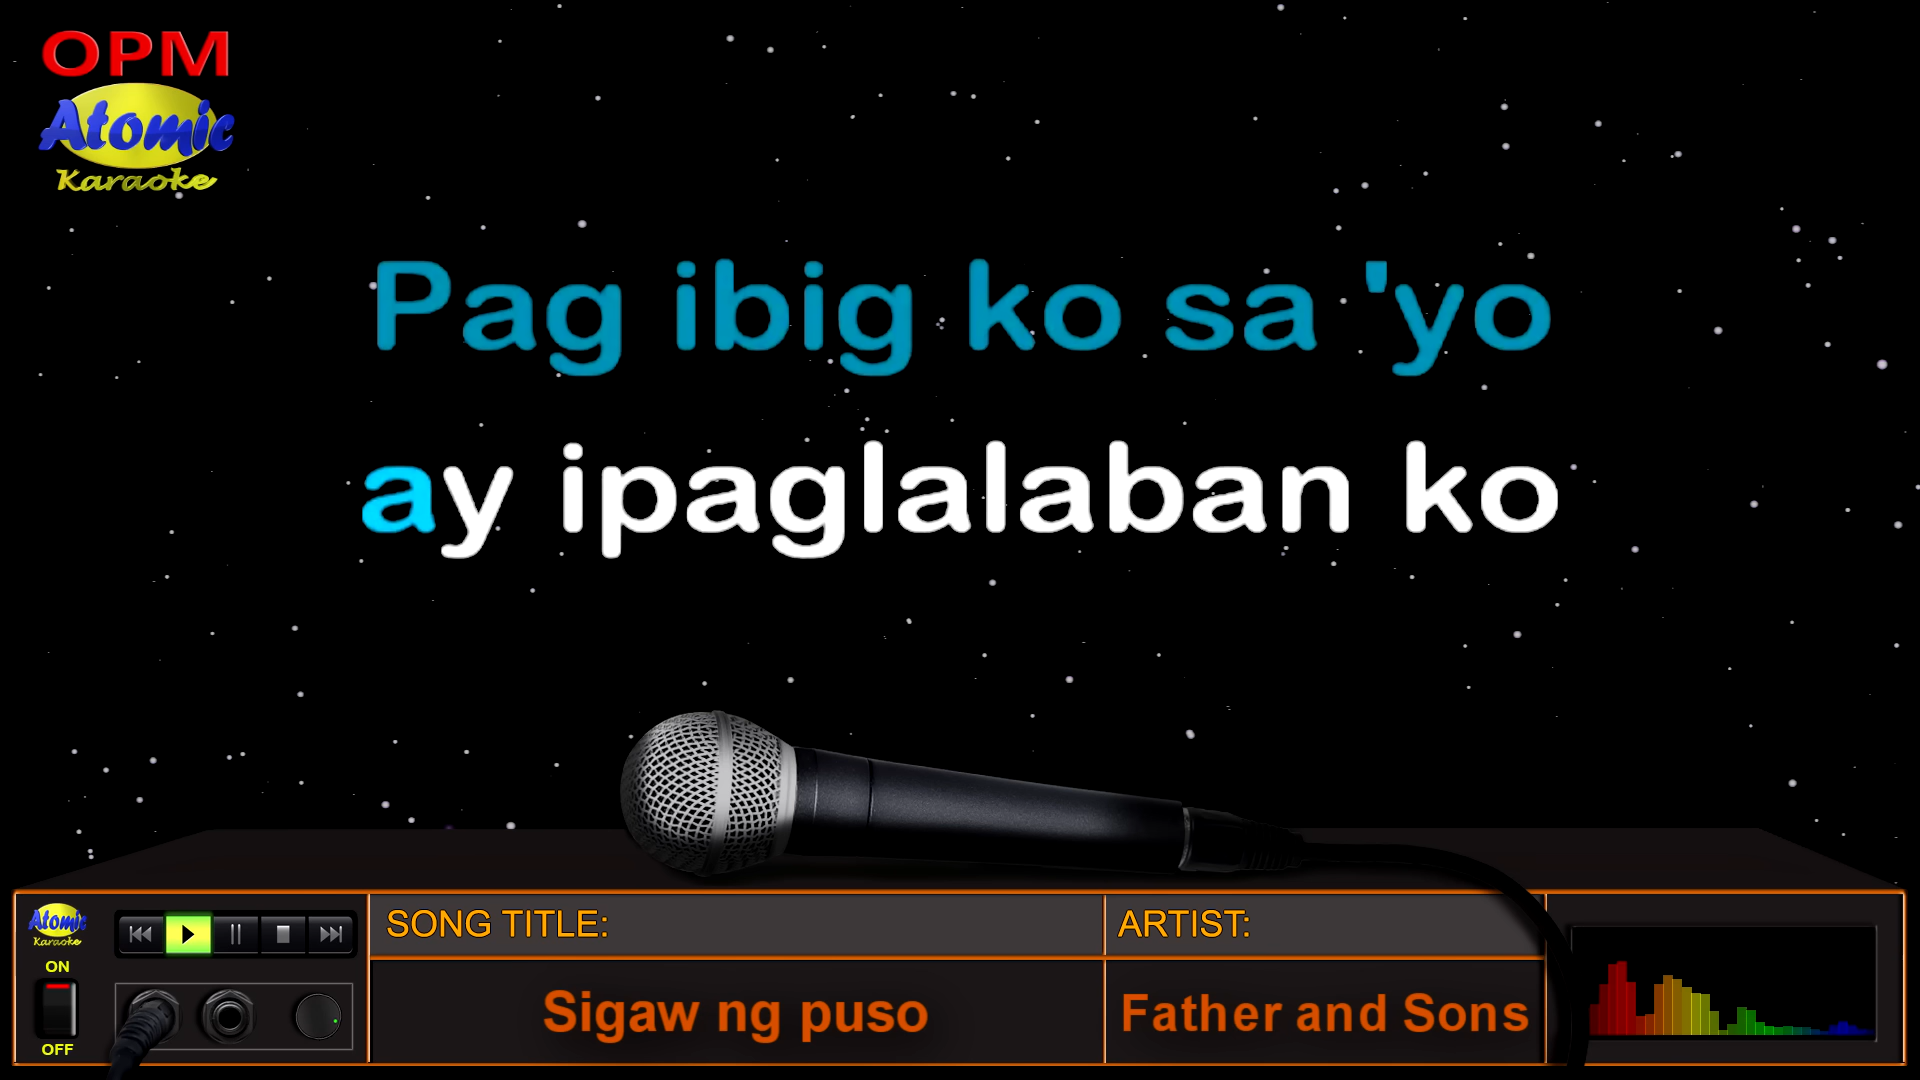 OPM
Atomic
Karaoke
Pag ibig ko sa 'yo
ay ipaglalaban ko
Atomic
Karaoke
ON
OFF
SONG TITLE:
Sigaw ng puso
ARTIST:
Father and Sons